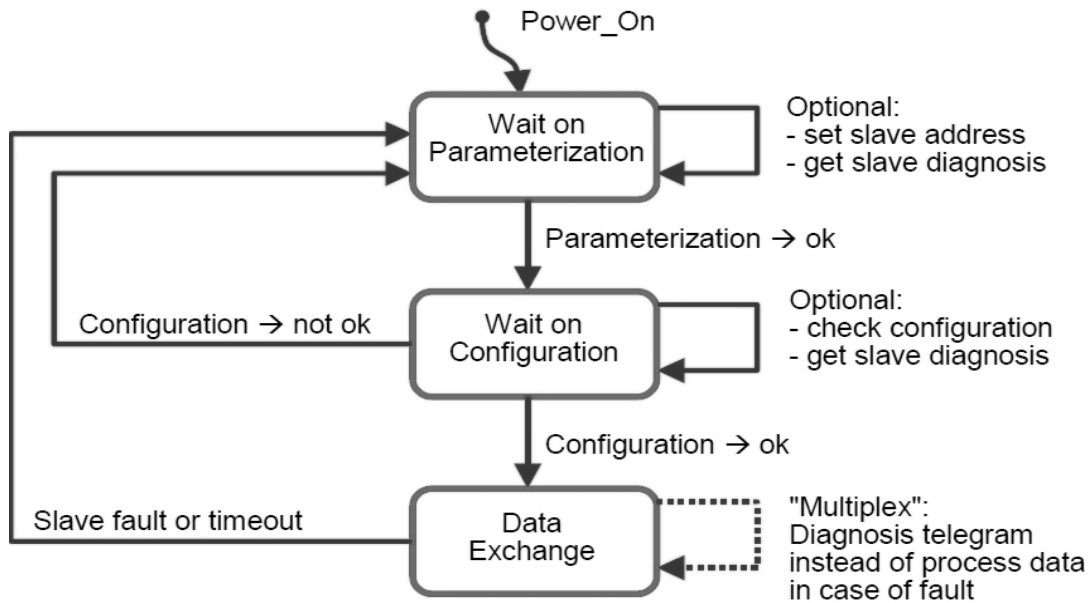 Power_On
Wait on
Parameterization
Optional:
- set slave address
- get slave diagnosis
Parameterization → ok
Configuration → not ok
Wait on
Configuration
Optional:
- check configuration
- get slave diagnosis
Configuration → ok
Slave fault or timeout
Data
Exchange
"Multiplex":
Diagnosis telegram
instead of process data
in case of fault